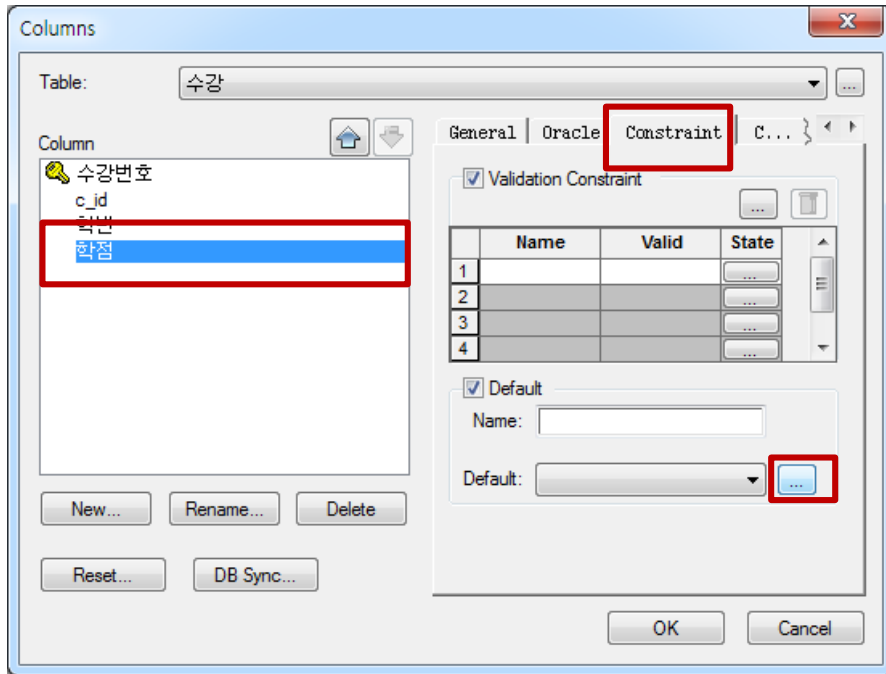 Columns
Table: 수강 ...
Column
수강번호
c_id
학번
학점
New... Rename... Delete
Reset... DB Sync...
General Oracle Constraint C...
Validation Constraint
...
Name Valid State
1 ...
2 ...
3 ...
4 ...
Default
Name:
Default: ...
OK Cancel